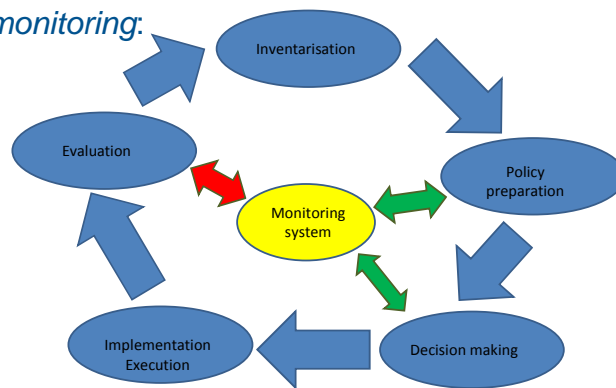 monitoring:
Inventarisation
Evaluation
Policy
preparation
Monitoring
system
Implementation
Execution
Decision making